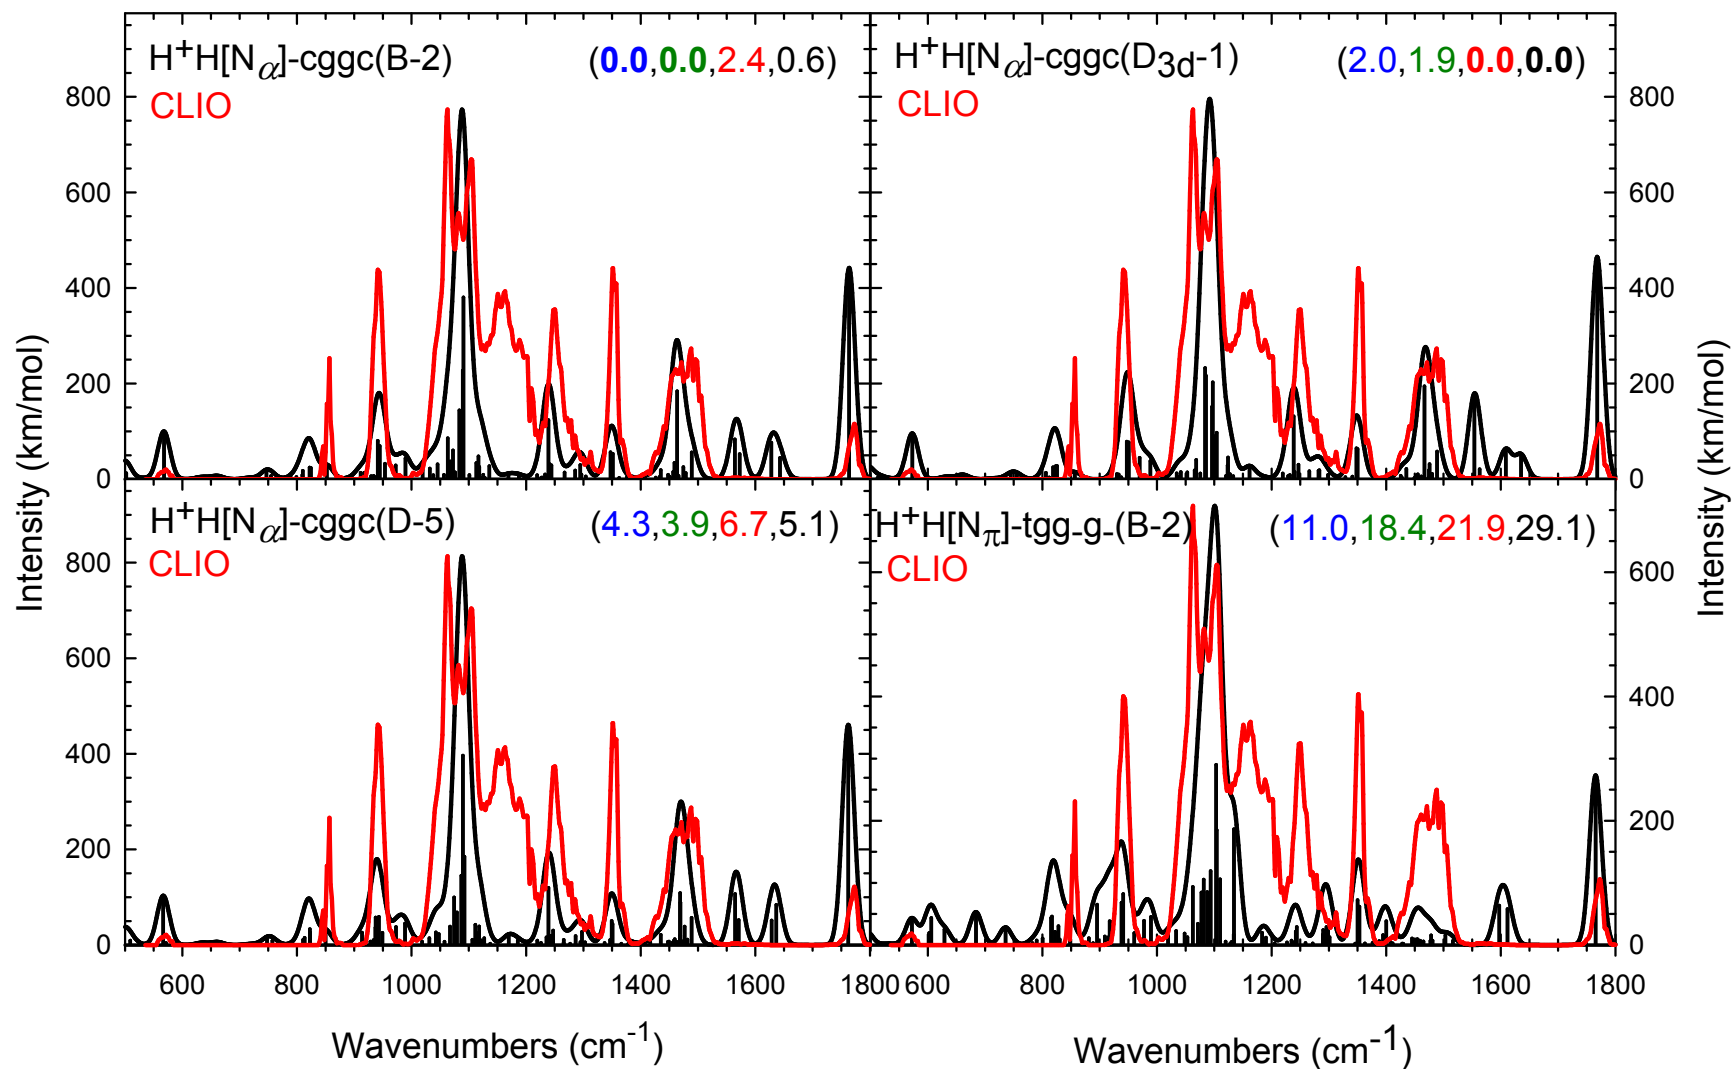 H+H[Nα]-cggc(B-2) (0.0,0.0,2.4,0.6)
CLIO
H+H[Nα]-cggc(D3d-1) (2.0,1.9,0.0,0.0)
CLIO
H+H[Nα]-cggc(D-5) (4.3,3.9,6.7,5.1)
CLIO
H+H[Nπ]-tgg-g-(B-2) (11.0,18.4,21.9,29.1)
CLIO
Intensity (km/mol)
800
600
400
200
0
800
600
400
200
0
800
600
400
200
0
600
400
200
0
Intensity (km/mol)
600 800 1000 1200 1400 1600 1800
600 800 1000 1200 1400 1600 1800
Wavenumbers (cm-1)
Wavenumbers (cm-1)